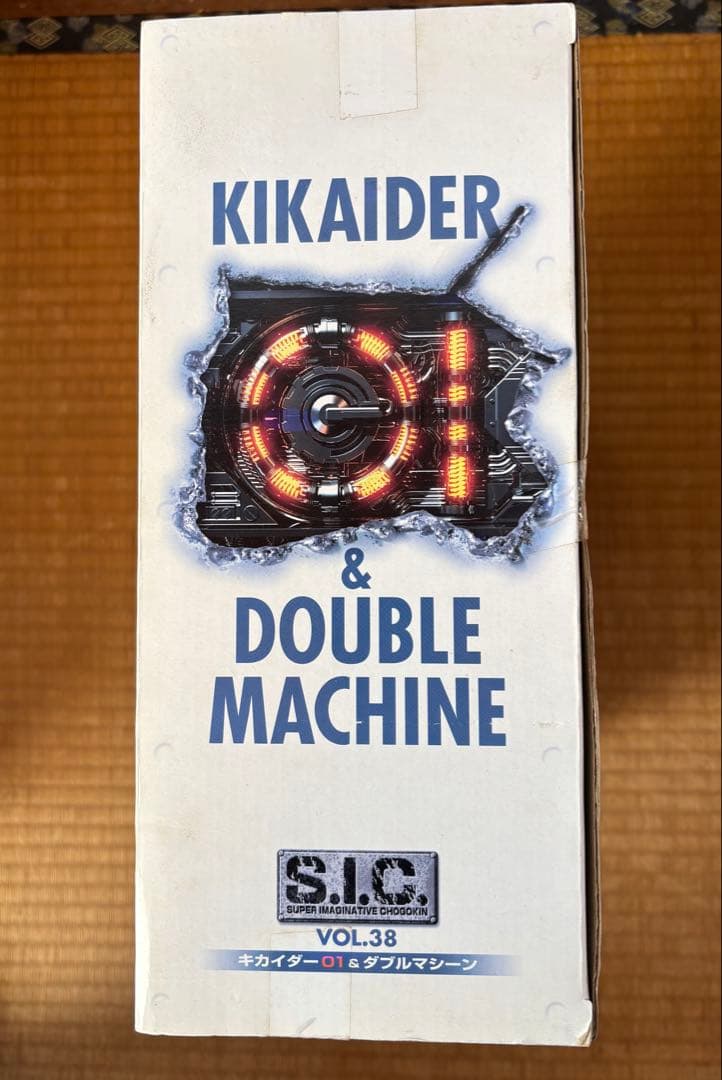 KIKAIDER
01
&
DOUBLE
MACHINE
S.I.C.
SUPER IMAGINATIVE CHOGOKIN
VOL.38
キカイダー01&ダブルマシーン